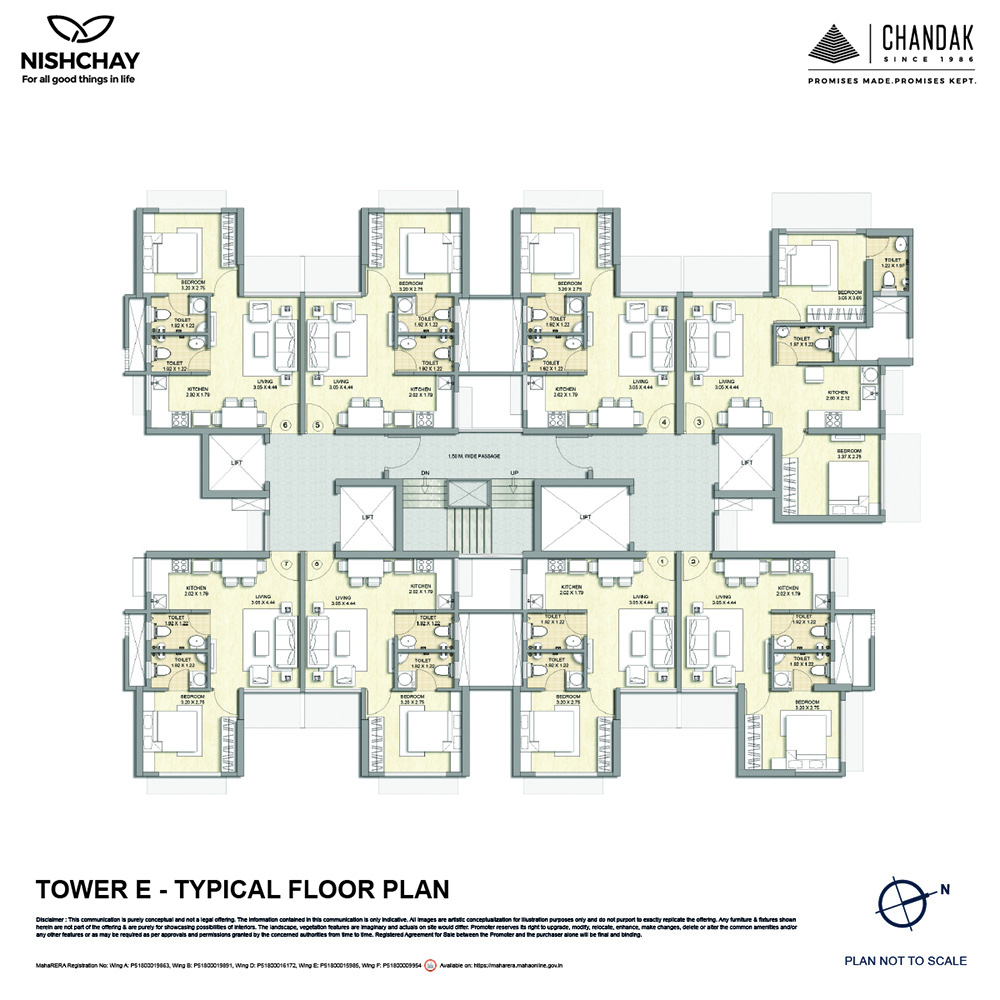 NISHCHAY
For all good things in life
CHANDAK
SINCE 1986
PROMISES MADE.PROMISES KEPT.
BEDROOM
3.20 X 2.75
TOILET
1.92 X 1.22
TOILET
1.92 X 1.22
KITCHEN
2.80 X 1.79
LIVING
3.05 X 4.44
6
BEDROOM
3.20 X 2.75
TOILET
1.92 X 1.22
TOILET
1.92 X 1.22
LIVING
3.05 X 4.44
KITCHEN
2.02 X 1.79
5
BEDROOM
3.20 X 2.75
TOILET
1.92 X 1.22
TOILET
1.92 X 1.22
KITCHEN
2.02 X 1.79
LIVING
3.05 X 4.44
4
TOILET
BEDROOM
3.05 X 3.05
TOILET
1.97 X 1.22
LIVING
3.05 X 4.44
KITCHEN
2.80 X 2.12
3
BEDROOM
3.37 X 2.75
LIFT
1.50 M. WIDE PASSAGE
DN
UP
LIFT
LIFT
LIFT
7
8
1
2
KITCHEN
2.02 X 1.79
LIVING
3.05 X 4.44
TOILET
1.92 X 1.22
TOILET
1.92 X 1.22
BEDROOM
3.20 X 2.75
KITCHEN
2.02 X 1.79
LIVING
3.05 X 4.44
TOILET
1.92 X 1.22
TOILET
1.92 X 1.22
BEDROOM
3.20 X 2.75
KITCHEN
2.02 X 1.79
LIVING
3.05 X 4.44
TOILET
1.92 X 1.22
TOILET
1.92 X 1.22
BEDROOM
3.20 X 2.75
KITCHEN
2.02 X 1.79
LIVING
3.05 X 4.44
TOILET
1.92 X 1.22
TOILET
1.92 X 1.22
BEDROOM
3.20 X 2.75
TOWER E - TYPICAL FLOOR PLAN
N
Disclaimer : This communication is purely conceptual and not a legal offering. The information contained in this communication is only indicative. All images are artistic conceptualization for illustration purposes only and do not purport to exactly replicate the offering. Any furniture & fixtures shown
herein are not part of the offering & are purely for showcasing possibilities of interiors. The landscape, vegetation features are imaginary and actuals on site would differ. Promoter reserves its right to upgrade, modify, relocate, enhance, make changes, delete or alter the common amenities and/or
any other features or as may be required as per approvals and permissions granted by the concerned authorities from time to time. Registered Agreement for Sale between the Promoter and the purchaser alone will be final and binding.
MahaRERA Registration No: Wing A: P51800019863, Wing B: P51800019891, Wing D: P51800016172, Wing E: P51800015985, Wing F: P51800009954 Available on: https://maharera.mahaonline.gov.in
PLAN NOT TO SCALE